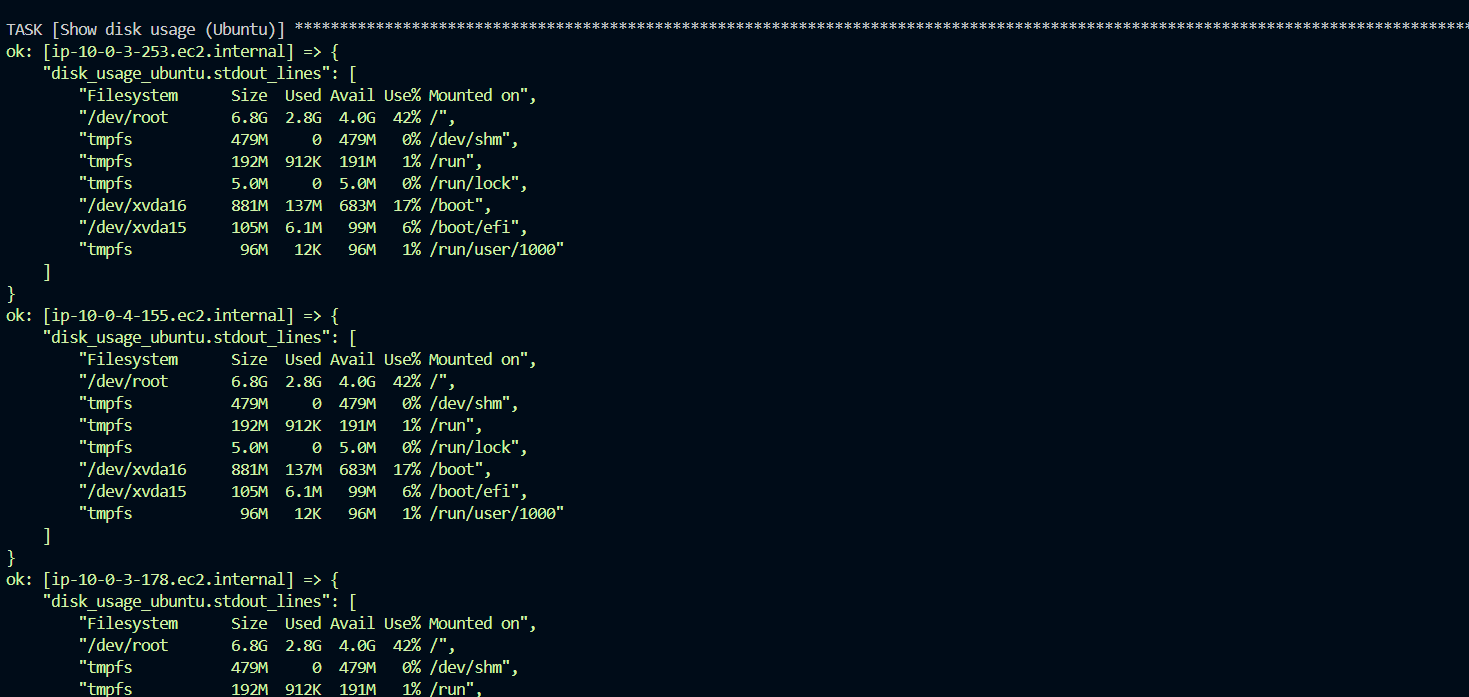 TASK [Show disk usage (Ubuntu)] ***********************************************************************************************************************************
ok: [ip-10-0-3-253.ec2.internal] => {
    "disk_usage_ubuntu.stdout_lines": [
        "Filesystem      Size  Used Avail Use% Mounted on",
        "/dev/root       6.8G  2.8G  4.0G  42% /",
        "tmpfs           479M     0  479M   0% /dev/shm",
        "tmpfs           192M  912K  191M   1% /run",
        "tmpfs           5.0M     0  5.0M   0% /run/lock",
        "/dev/xvda16     881M  137M  683M  17% /boot",
        "/dev/xvda15     105M  6.1M   99M   6% /boot/efi",
        "tmpfs            96M   12K   96M   1% /run/user/1000"
    ]
}
ok: [ip-10-0-4-155.ec2.internal] => {
    "disk_usage_ubuntu.stdout_lines": [
        "Filesystem      Size  Used Avail Use% Mounted on",
        "/dev/root       6.8G  2.8G  4.0G  42% /",
        "tmpfs           479M     0  479M   0% /dev/shm",
        "tmpfs           192M  912K  191M   1% /run",
        "tmpfs           5.0M     0  5.0M   0% /run/lock",
        "/dev/xvda16     881M  137M  683M  17% /boot",
        "/dev/xvda15     105M  6.1M   99M   6% /boot/efi",
        "tmpfs            96M   12K   96M   1% /run/user/1000"
    ]
}
ok: [ip-10-0-3-178.ec2.internal] => {
    "disk_usage_ubuntu.stdout_lines": [
        "Filesystem      Size  Used Avail Use% Mounted on",
        "/dev/root       6.8G  2.8G  4.0G  42% /",
        "tmpfs           479M     0  479M   0% /dev/shm",
        "tmpfs           192M  912K  191M   1% /run",